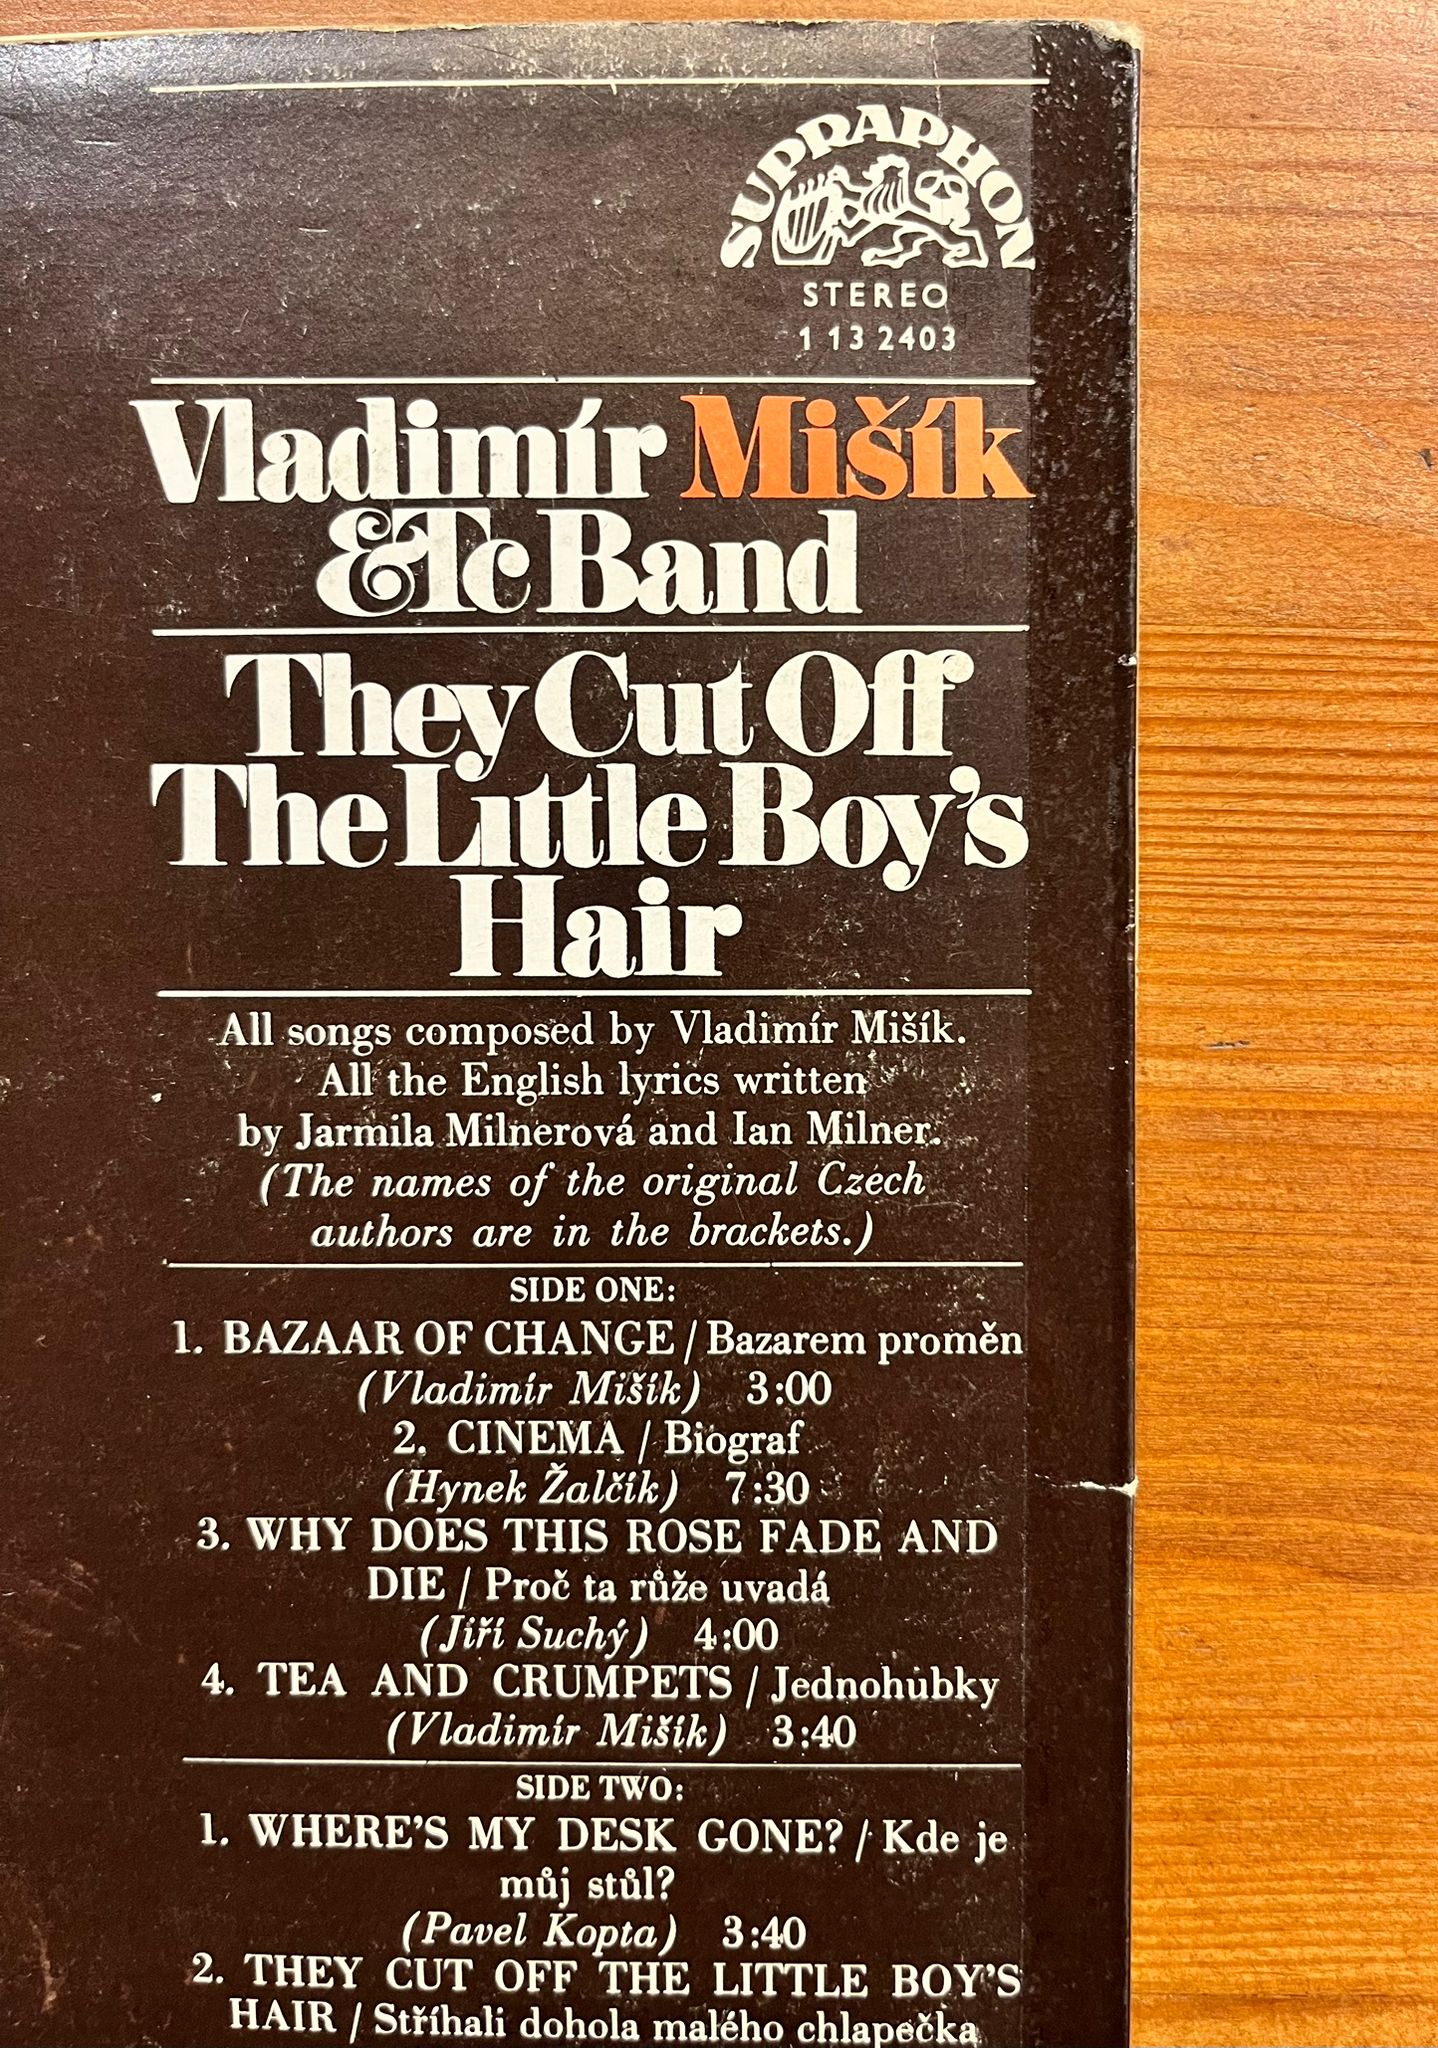 SUPRAPHON
STEREO
1 13 2403
Vladimír Mišík
&Tc Band
They Cut Off
The Little Boy's
Hair
All songs composed by Vladimír Mišík.
All the English lyrics written
by Jarmila Milnerová and Ian Milner.
(The names of the original Czech
authors are in the brackets.)
SIDE ONE:
1. BAZAAR OF CHANGE / Bazarem proměn
(Vladimír Mišík) 3:00
2. CINEMA / Biograf
(Hynek Žalčík) 7:30
3. WHY DOES THIS ROSE FADE AND
DIE / Proč ta růže uvadá
(Jiří Suchý) 4:00
4. TEA AND CRUMPETS / Jednohubky
(Vladimír Mišík) 3:40
SIDE TWO:
1. WHERE'S MY DESK GONE? / Kde je
můj stůl?
(Pavel Kopta) 3:40
2. THEY CUT OFF THE LITTLE BOY'S
HAIR / Stříhali dohola malého chlapečka